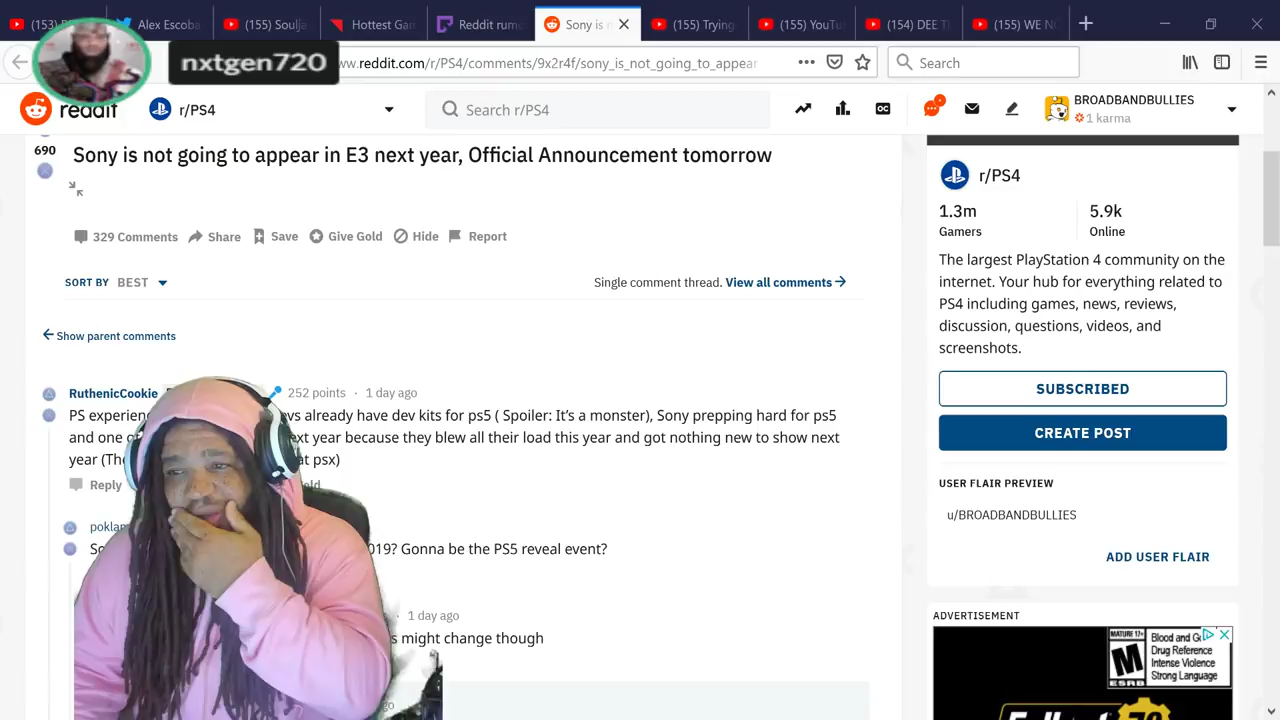 (153)
Alex Escoba
(155) Soulja
Hottest Gam
Reddit rum
Sony is n
(155) Trying
(155) YouTu
(154) DEE T
(155) WE NO
nxtgen720
w.reddit.com/r/PS4/comments/9x2r4f/sony_is_not_going_to_appear
Search
reddit
r/PS4
Search r/PS4
BROADBANDBULLIES
1 karma
690
Sony is not going to appear in E3 next year, Official Announcement tomorrow
329 Comments Share Save Give Gold Hide Report
SORT BY BEST
Single comment thread. View all comments
Show parent comments
RuthenicCookie 252 points · 1 day ago
PS experien vs already have dev kits for ps5 ( Spoiler: It's a monster), Sony prepping hard for ps5
and one ext year because they blew all their load this year and got nothing new to show next
year (The at psx)
Reply
poklam
019? Gonna be the PS5 reveal event?
· 1 day ago
s might change though
r/PS4
1.3m 5.9k
Gamers Online
The largest PlayStation 4 community on the
internet. Your hub for everything related to
PS4 including games, news, reviews,
discussion, questions, videos, and
screenshots.
SUBSCRIBED
CREATE POST
USER FLAIR PREVIEW
u/BROADBANDBULLIES
ADD USER FLAIR
ADVERTISEMENT
MATURE 17+
M
ESRB
Blood and Go
Drug Reference
Intense Violence
Strong Language